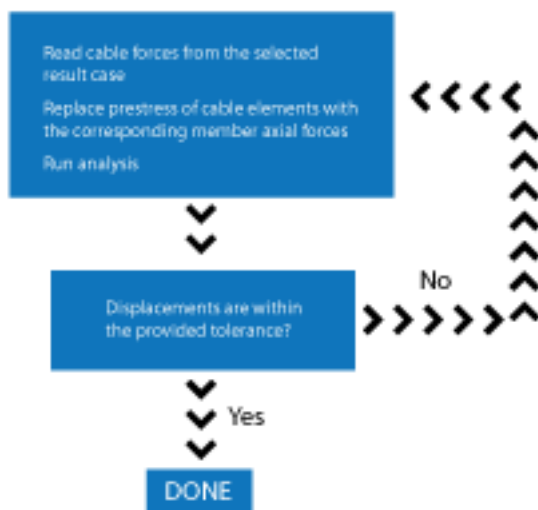 Read cable forces from the selected
result case
Replace prestress of cable elements with
the corresponding member axial forces
Run analysis
No
Displacements are within
the provided tolerance?
Yes
DONE